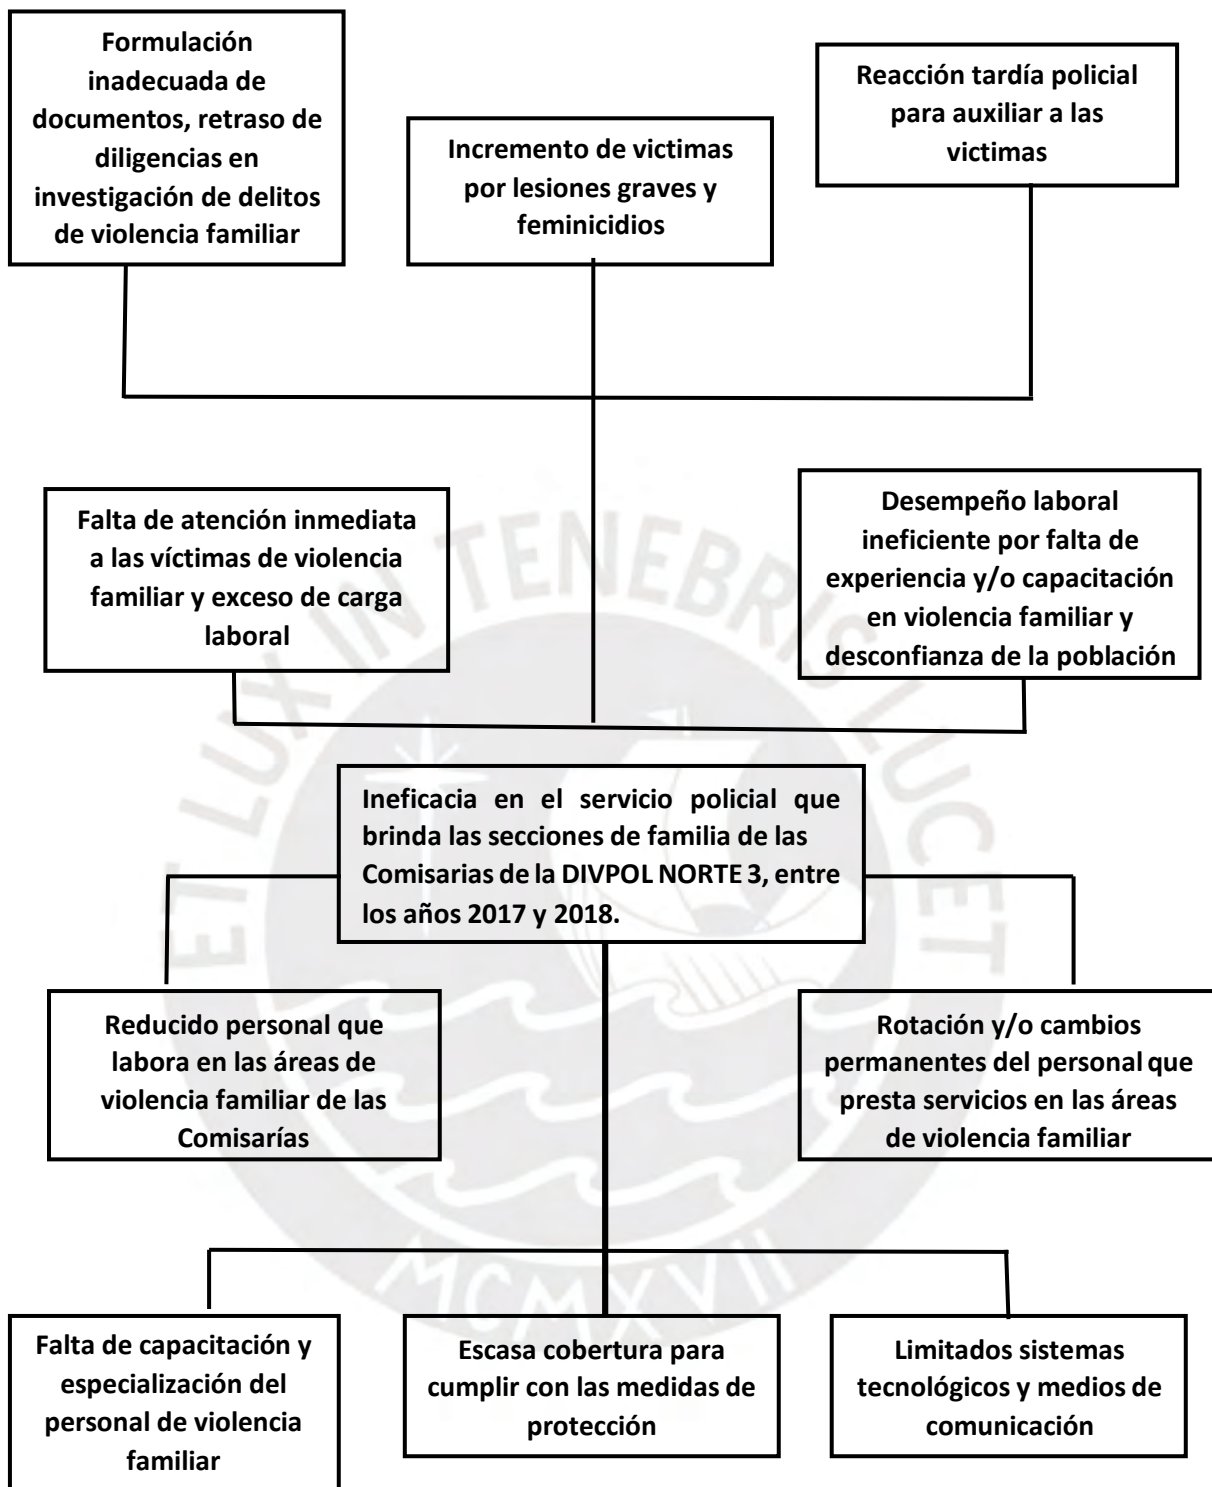 Formulación
inadecuada de
documentos, retraso de
diligencias en
investigación de delitos
de violencia familiar
Incremento de victimas
por lesiones graves y
feminicidios
Reacción tardía policial
para auxiliar a las
victimas
Falta de atención inmediata
a las víctimas de violencia
familiar y exceso de carga
laboral
Desempeño laboral
ineficiente por falta de
experiencia y/o capacitación
en violencia familiar y
desconfianza de la población
Ineficacia en el servicio policial que
brinda las secciones de familia de las
Comisarias de la DIVPOL NORTE 3, entre
los años 2017 y 2018.
Reducido personal que
labora en las áreas de
violencia familiar de las
Comisarías
Rotación y/o cambios
permanentes del personal que
presta servicios en las áreas
de violencia familiar
Falta de capacitación y
especialización del
personal de violencia
familiar
Escasa cobertura para
cumplir con las medidas de
protección
Limitados sistemas
tecnológicos y medios de
comunicación
ET LUX IN TENEBRIS LUCET
MCMXVII